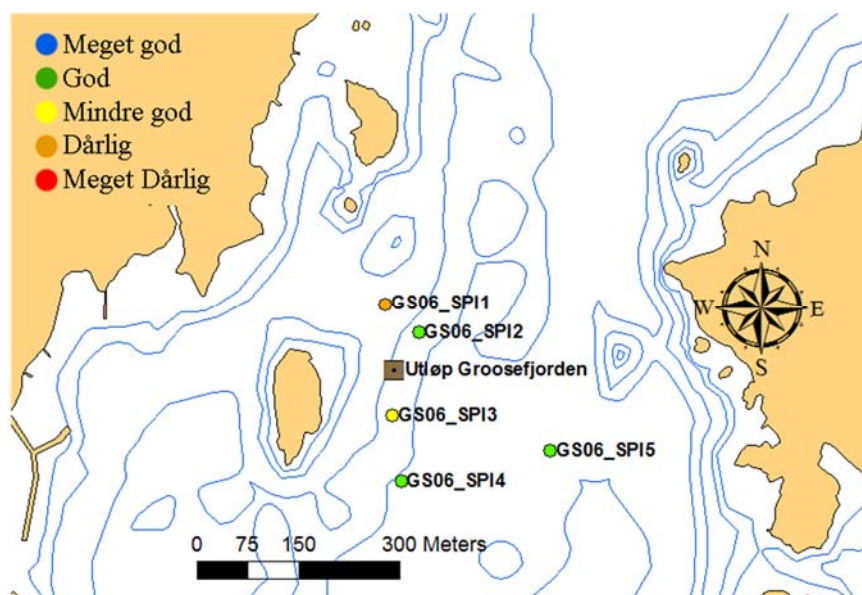 Meget god
God
Mindre god
Dårlig
Meget Dårlig
N
W
E
S
GS06_SPI1
GS06_SPI2
Utløp Groosefjorden
GS06_SPI3
GS06_SPI5
GS06_SPI4
0 75 150 300 Meters